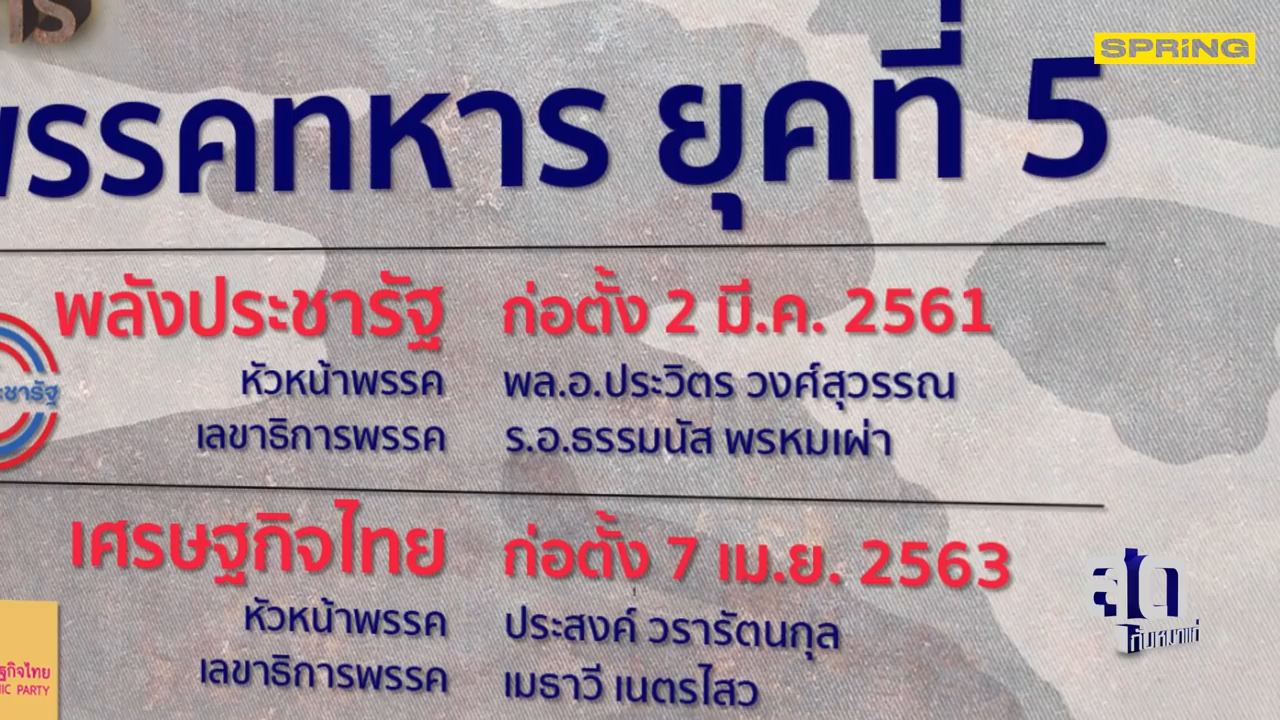 SPRiNG
พรรคทหาร ยุคที่ 5
พลังประชารัฐ ก่อตั้ง 2 มี.ค. 2561
หัวหน้าพรรค พล.อ.ประวิตร วงศ์สุวรรณ
เลขาธิการพรรค ร.อ.ธรรมนัส พรหมเผ่า
เศรษฐกิจไทย ก่อตั้ง 7 เม.ย. 2563
หัวหน้าพรรค ประสงค์ วรารัตนกุล
เลขาธิการพรรค เมธาวี เนตรไสว
PARTY